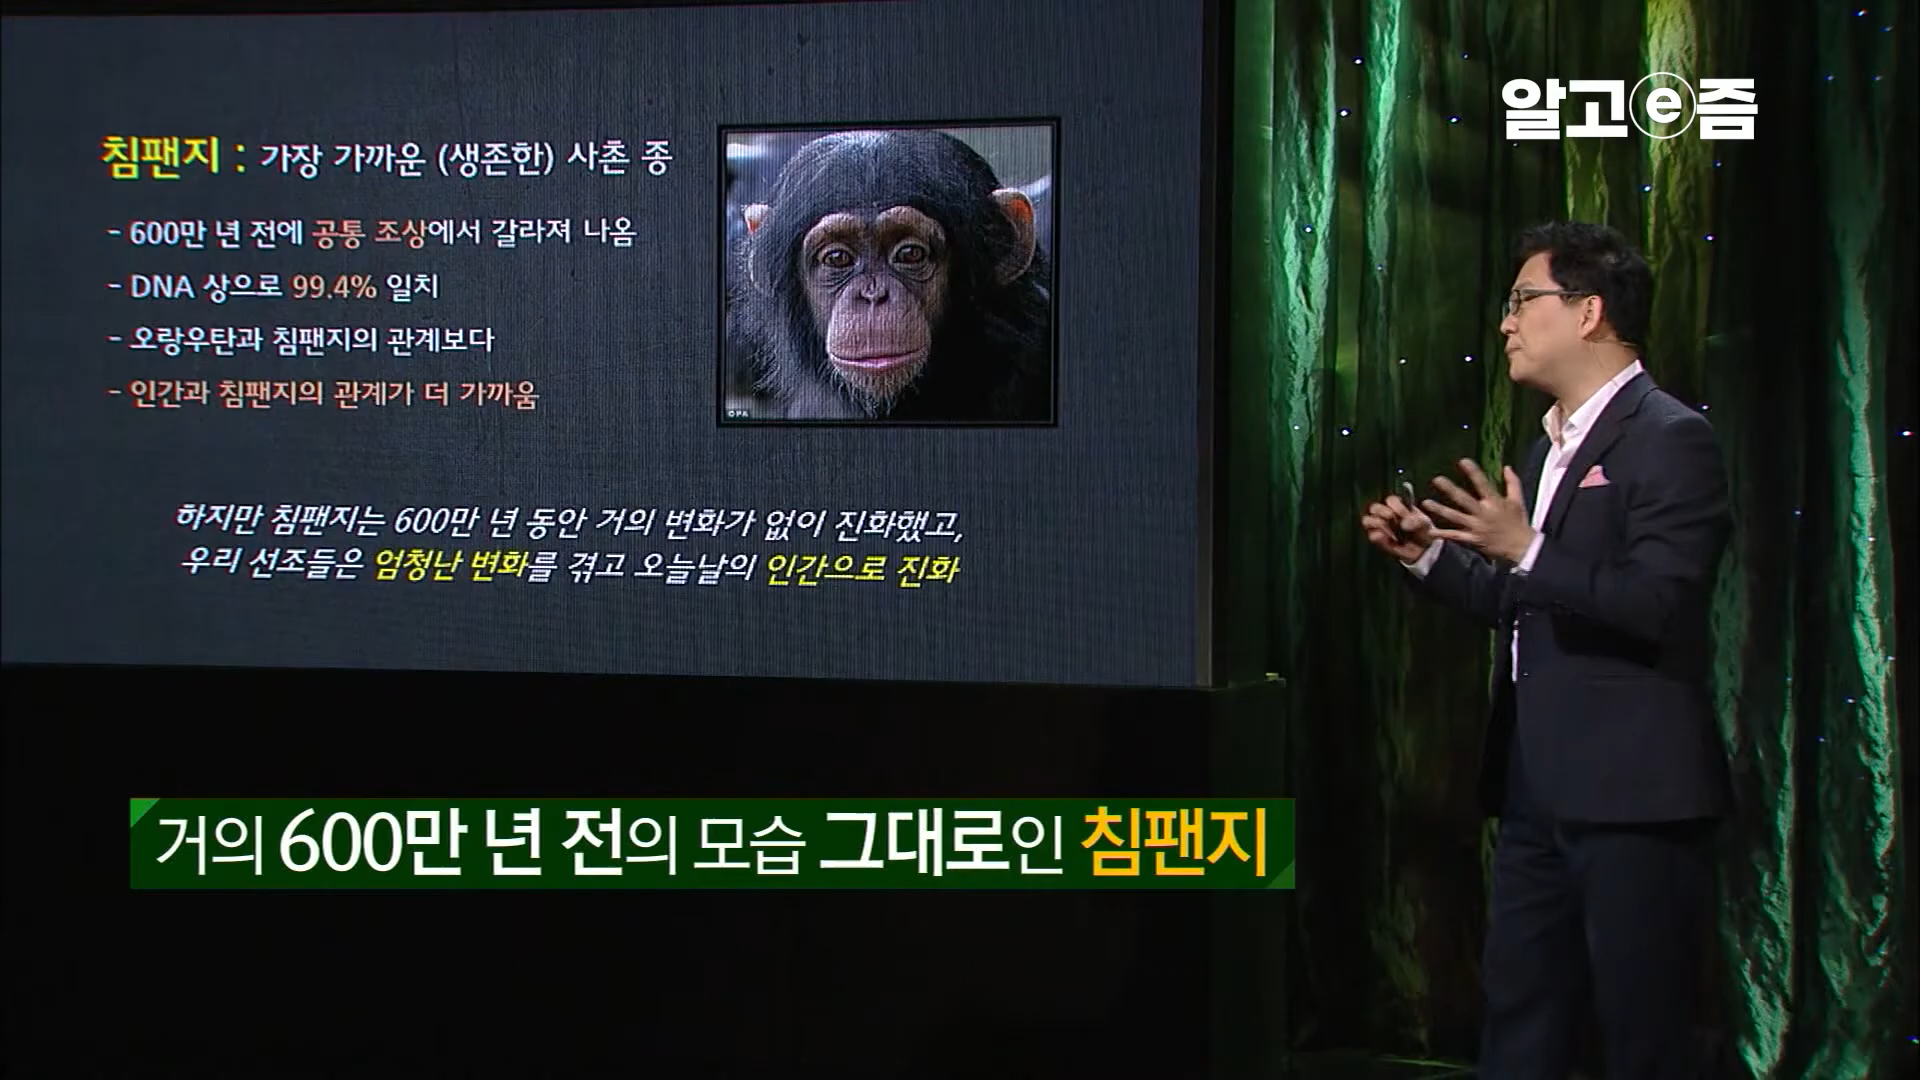 알고e즘
침팬지 : 가장 가까운 (생존한) 사촌 종
- 600만 년 전에 공통 조상에서 갈라져 나옴
- DNA 상으로 99.4% 일치
- 오랑우탄과 침팬지의 관계보다
- 인간과 침팬지의 관계가 더 가까움
©PA
하지만 침팬지는 600만 년 동안 거의 변화가 없이 진화했고,
우리 선조들은 엄청난 변화를 겪고 오늘날의 인간으로 진화
거의 600만 년 전의 모습 그대로인 침팬지